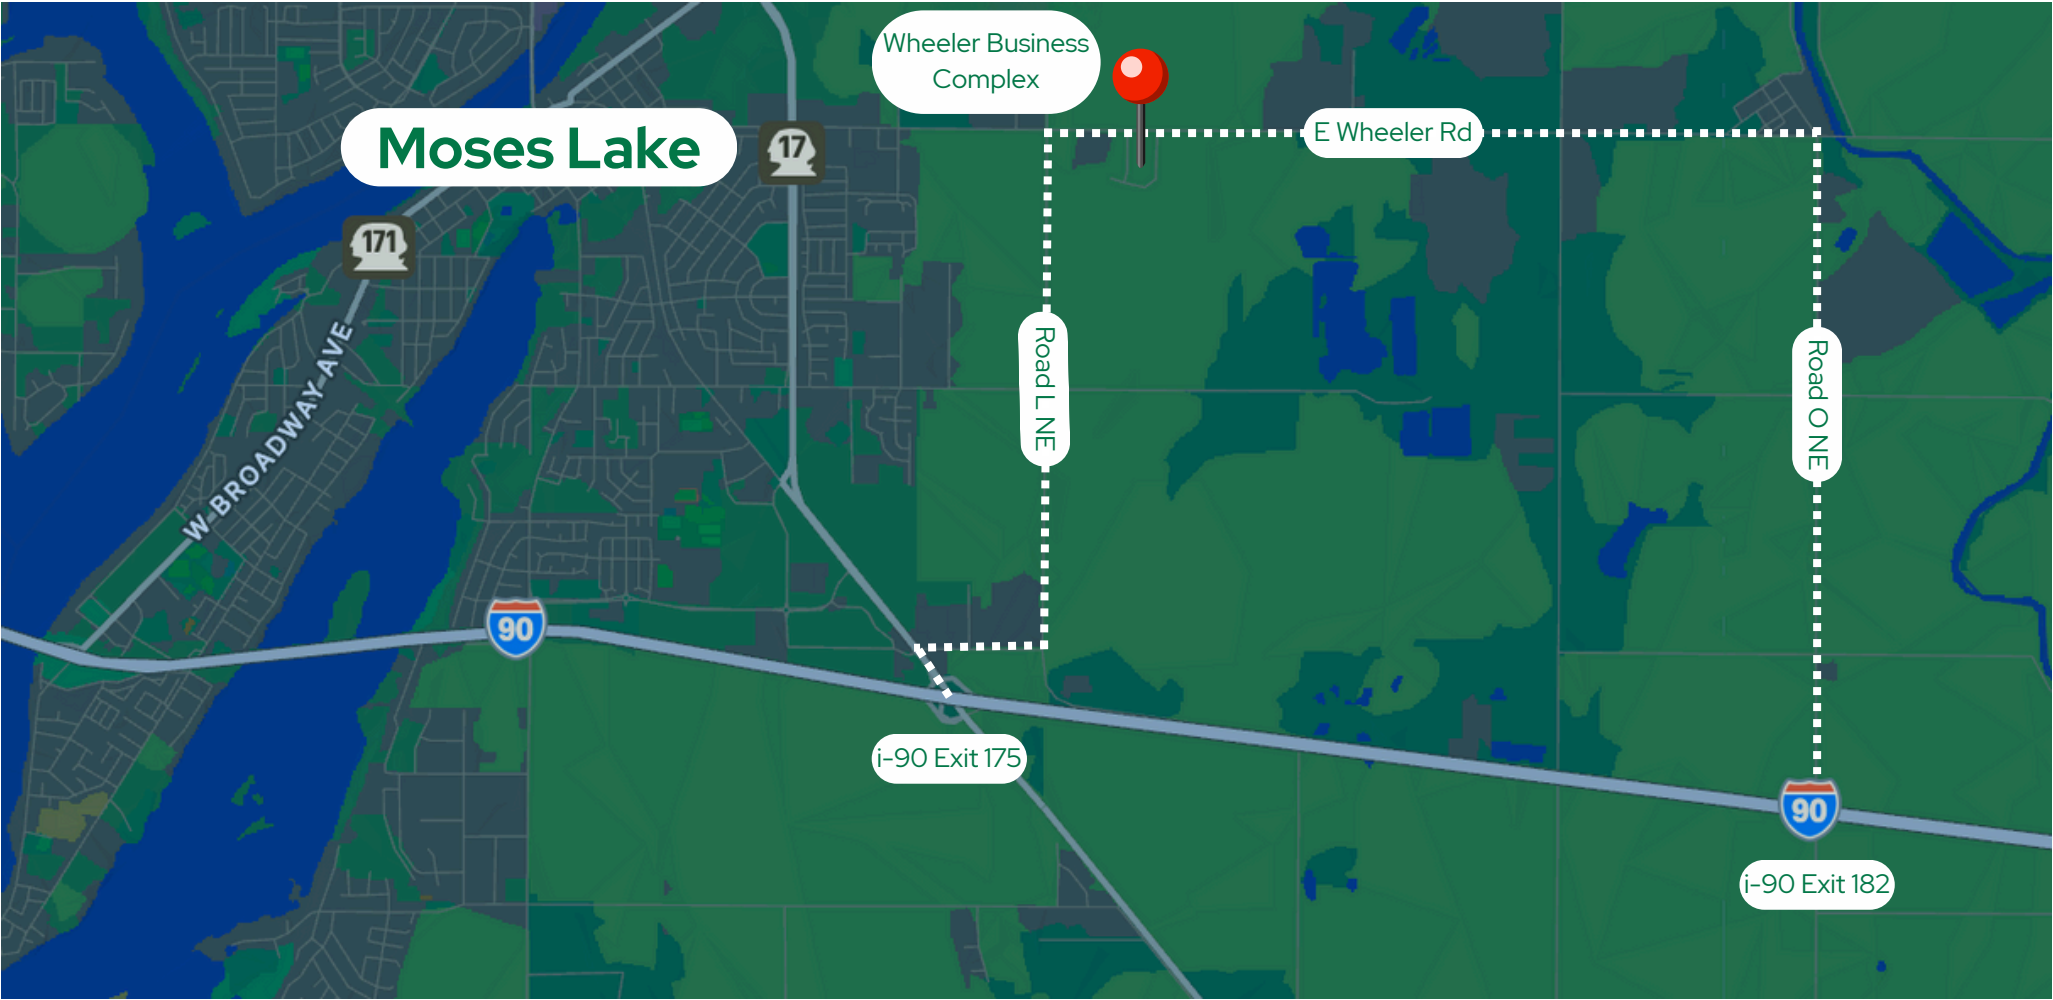 Wheeler Business
Complex
E Wheeler Rd
Moses Lake
17
171
Road L NE
Road O NE
W BROADWAY AVE
90
i-90 Exit 175
90
i-90 Exit 182